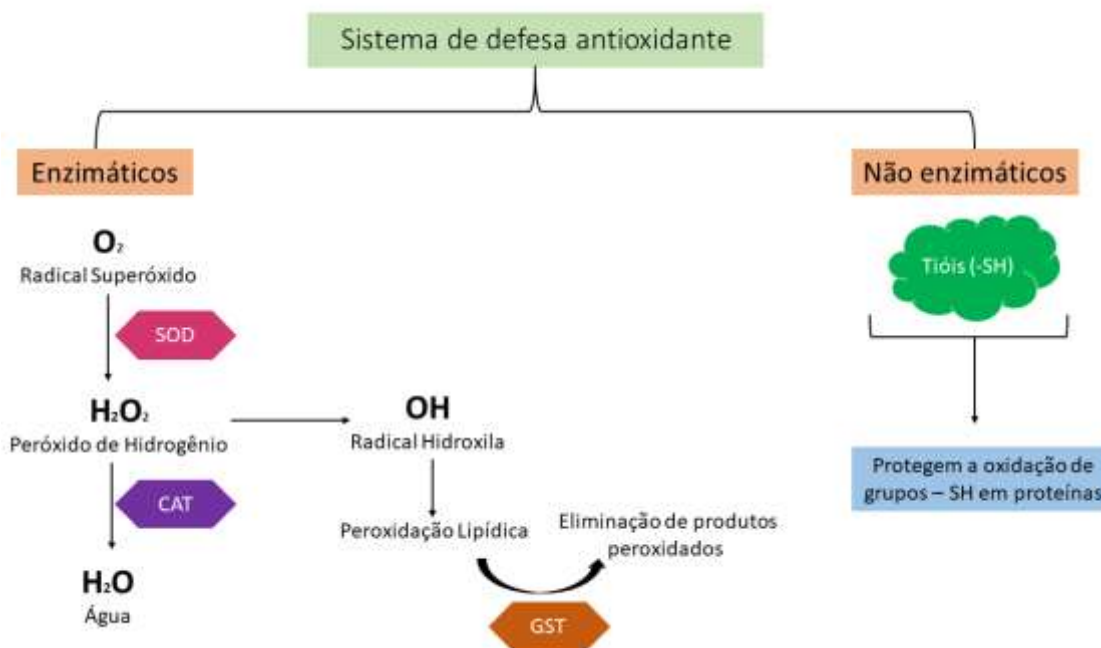 Sistema de defesa antioxidante
Enzimáticos
Não enzimáticos
O₂
Radical Superóxido
SOD
H₂O₂
Peróxido de Hidrogênio
CAT
H₂O
Água
OH
Radical Hidroxila
Peroxidação Lipídica
Eliminação de produtos
peroxidados
GST
Tióis (-SH)
Protegem a oxidação de
grupos – SH em proteínas